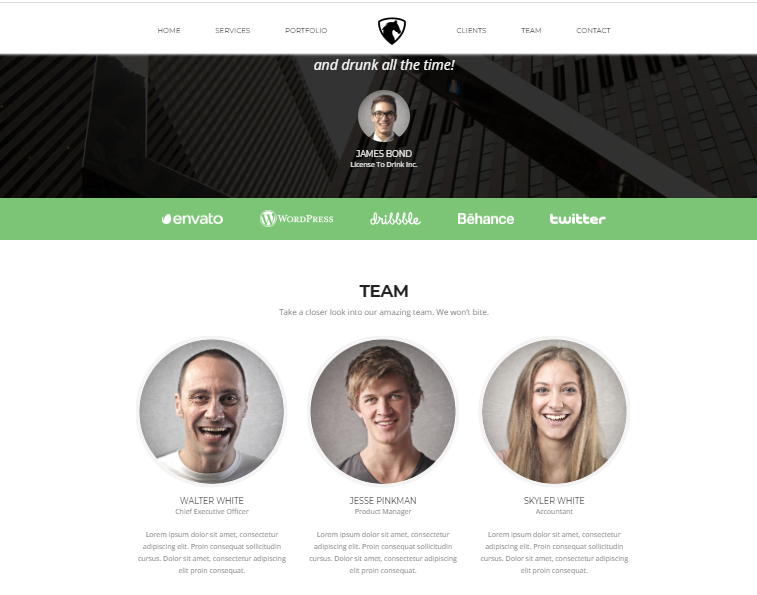 HOME SERVICES PORTFOLIO CLIENTS TEAM CONTACT
and drunk all the time!
JAMES BOND
License To Drink Inc.
envato WordPress dribbble Bēhance twitter
TEAM
Take a closer look into our amazing team. We won't bite.
WALTER WHITE JESSE PINKMAN SKYLER WHITE
Chief Executive Officer Product Manager Accountant
Lorem ipsum dolor sit amet, consectetur
adipiscing elit. Proin consequat sollicitudin
cursus. Dolor sit amet, consectetur adipiscing
elit proin consequat.
Lorem ipsum dolor sit amet, consectetur
adipiscing elit. Proin consequat sollicitudin
cursus. Dolor sit amet, consectetur adipiscing
elit proin consequat.
Lorem ipsum dolor sit amet, consectetur
adipiscing elit. Proin consequat sollicitudin
cursus. Dolor sit amet, consectetur adipiscing
elit proin consequat.